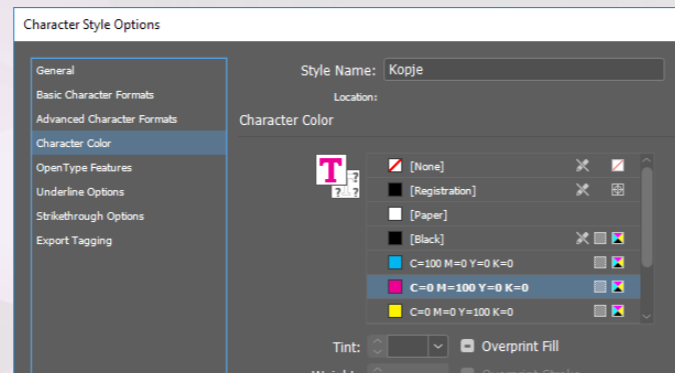 Character Style Options
General
Basic Character Formats
Advanced Character Formats
Character Color
OpenType Features
Underline Options
Strikethrough Options
Export Tagging
Style Name: Kopje
Location:
Character Color
T
? ?
[None]
[Registration]
[Paper]
[Black]
C=100 M=0 Y=0 K=0
C=0 M=100 Y=0 K=0
C=0 M=0 Y=100 K=0
Tint:
Overprint Fill
Overprint Stroke